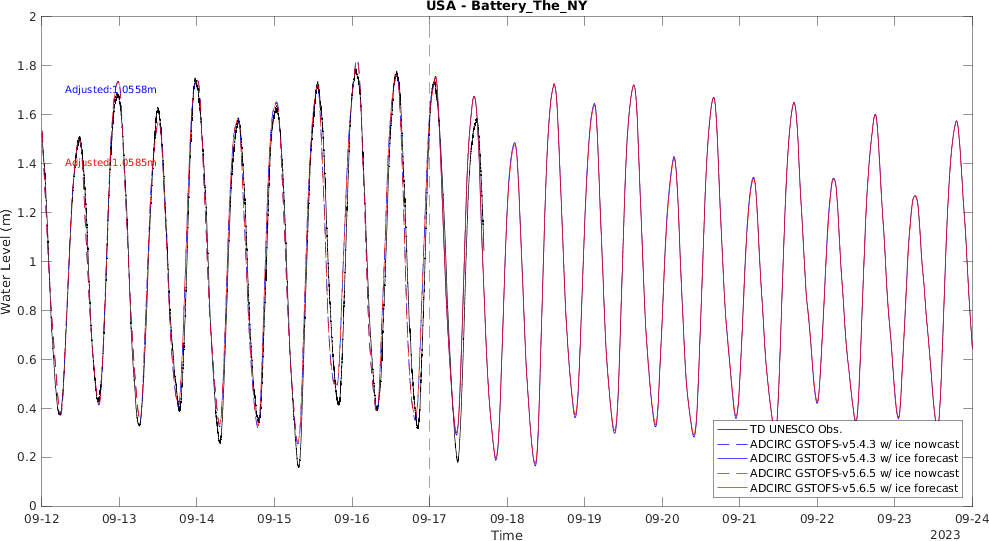 USA - Battery_The_NY
2
1.8
1.6
1.4
1.2
1
0.8
0.6
0.4
0.2
0
Water Level (m)
Adjusted:1.0558m
Adjusted:1.0585m
TD UNESCO Obs.
ADCIRC GSTOFS-v5.4.3 w/ ice nowcast
ADCIRC GSTOFS-v5.4.3 w/ ice forecast
ADCIRC GSTOFS-v5.6.5 w/ ice nowcast
ADCIRC GSTOFS-v5.6.5 w/ ice forecast
09-12 09-13 09-14 09-15 09-16 09-17 09-18 09-19 09-20 09-21 09-22 09-23 09-24
Time
2023